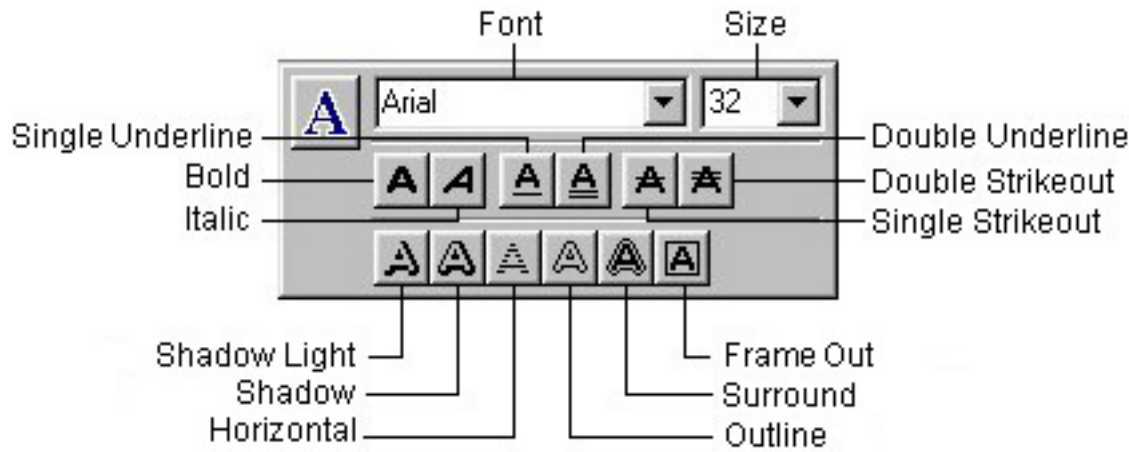 Font Size
A Arial 32
Single Underline Double Underline
Bold A A A A A A Double Strikeout
Italic Single Strikeout
A A A A A A
Shadow Light Frame Out
Shadow Surround
Horizontal Outline